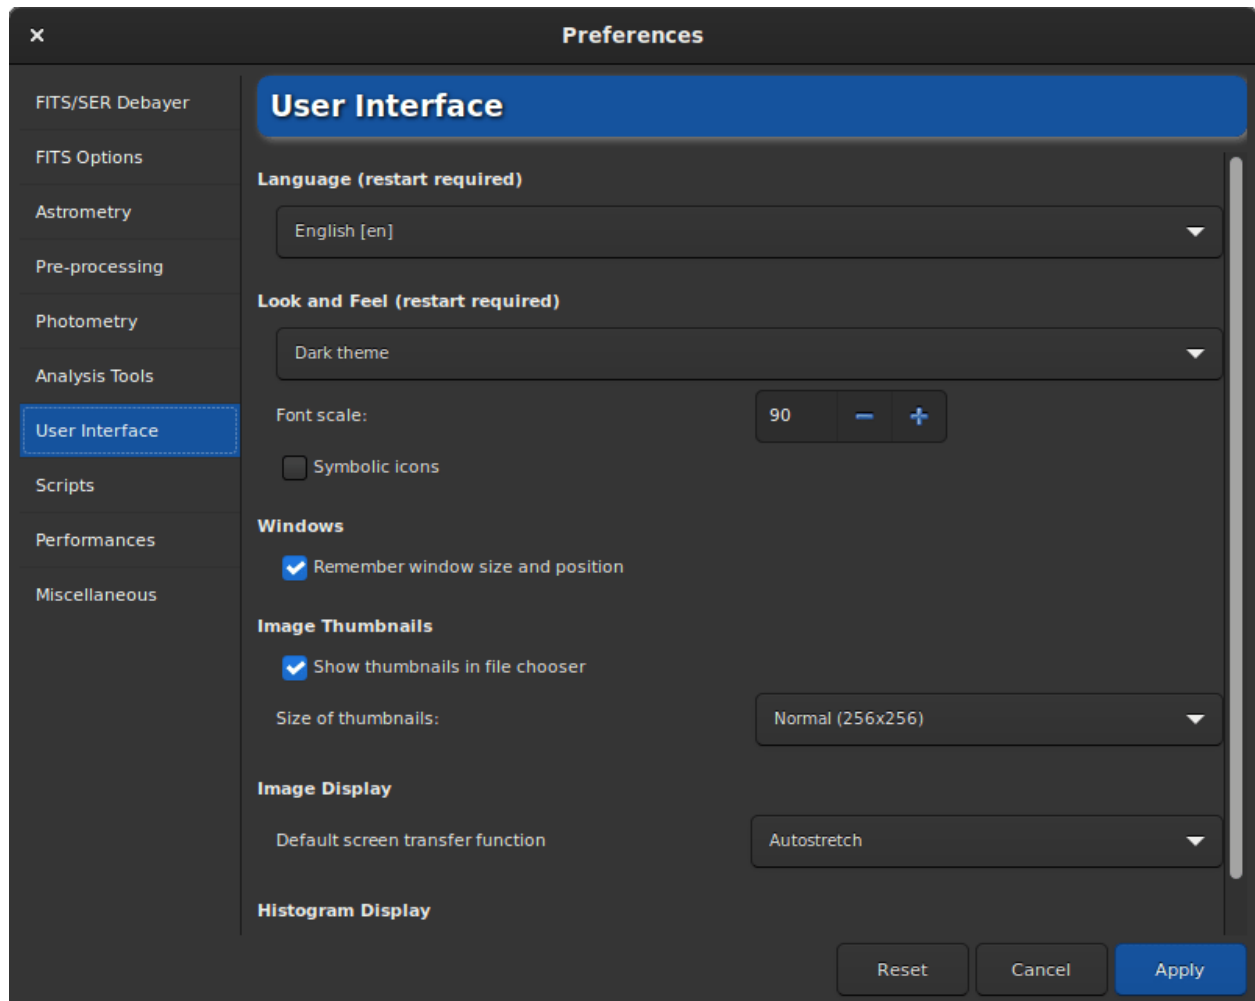 Preferences
FITS/SER Debayer
FITS Options
Astrometry
Pre-processing
Photometry
Analysis Tools
User Interface
Scripts
Performances
Miscellaneous
User Interface
Language (restart required)
English [en]
Look and Feel (restart required)
Dark theme
Font scale: 90
Symbolic icons
Windows
Remember window size and position
Image Thumbnails
Show thumbnails in file chooser
Size of thumbnails: Normal (256x256)
Image Display
Default screen transfer function Autostretch
Histogram Display
Reset Cancel Apply